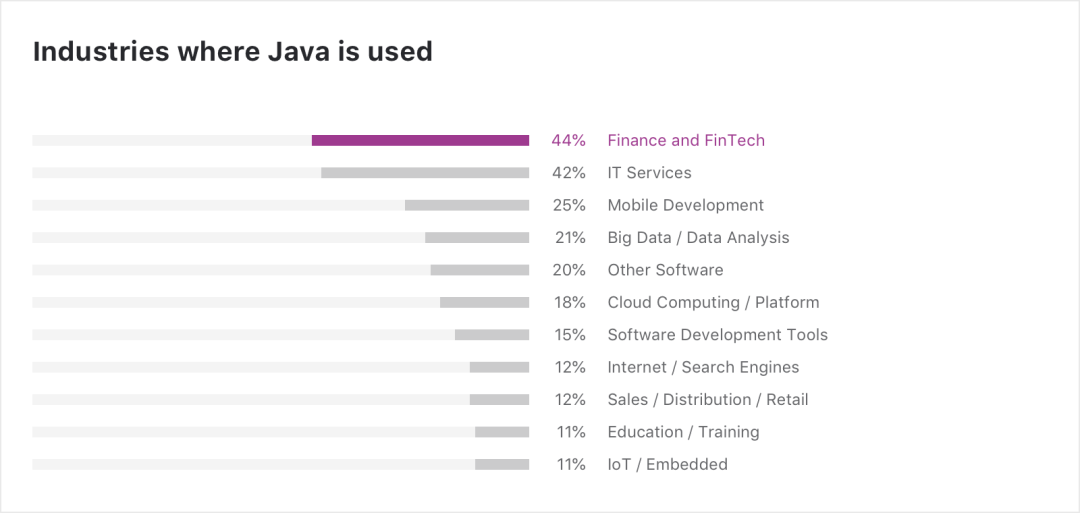 Industries where Java is used
44% Finance and FinTech
42% IT Services
25% Mobile Development
21% Big Data / Data Analysis
20% Other Software
18% Cloud Computing / Platform
15% Software Development Tools
12% Internet / Search Engines
12% Sales / Distribution / Retail
11% Education / Training
11% IoT / Embedded